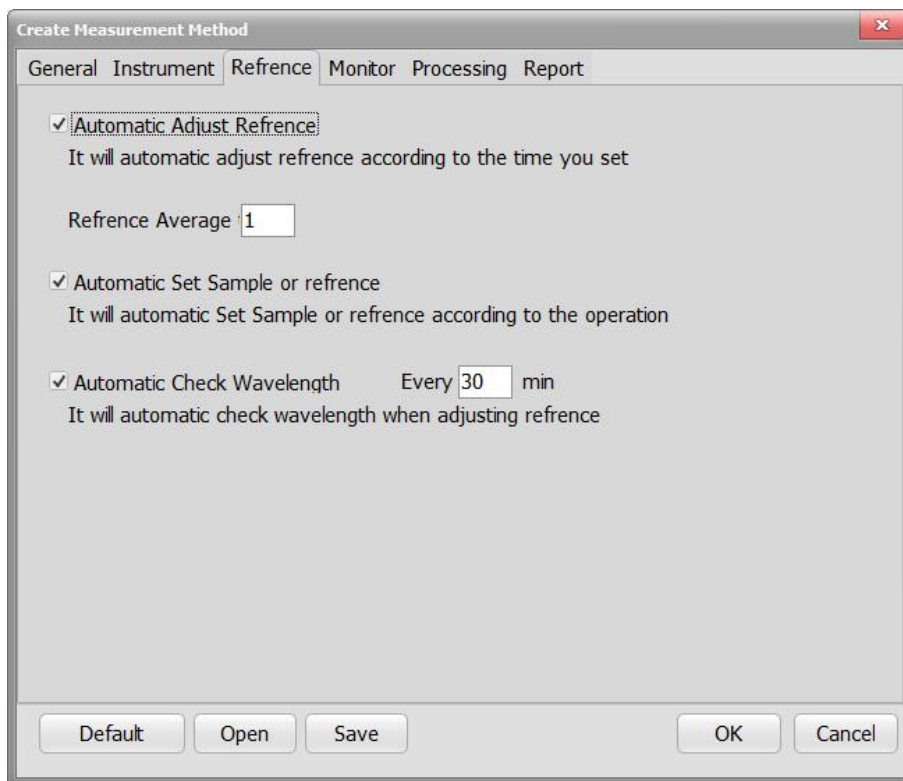 Create Measurement Method
General Instrument Refrence Monitor Processing Report
Automatic Adjust Refrence
It will automatic adjust refrence according to the time you set
Refrence Average 1
Automatic Set Sample or refrence
It will automatic Set Sample or refrence according to the operation
Automatic Check Wavelength Every 30 min
It will automatic check wavelength when adjusting refrence
Default Open Save OK Cancel